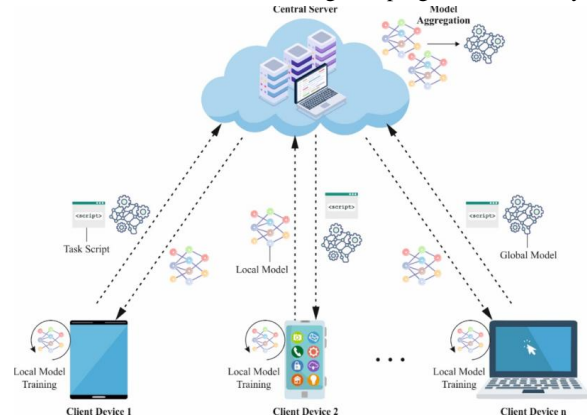 Central Server
Model
Aggregation
<script>
Task Script
Local Model
<script>
<script>
Global Model
Local Model
Training
Client Device 1
Local Model
Training
Client Device 2
Local Model
Training
Client Device n